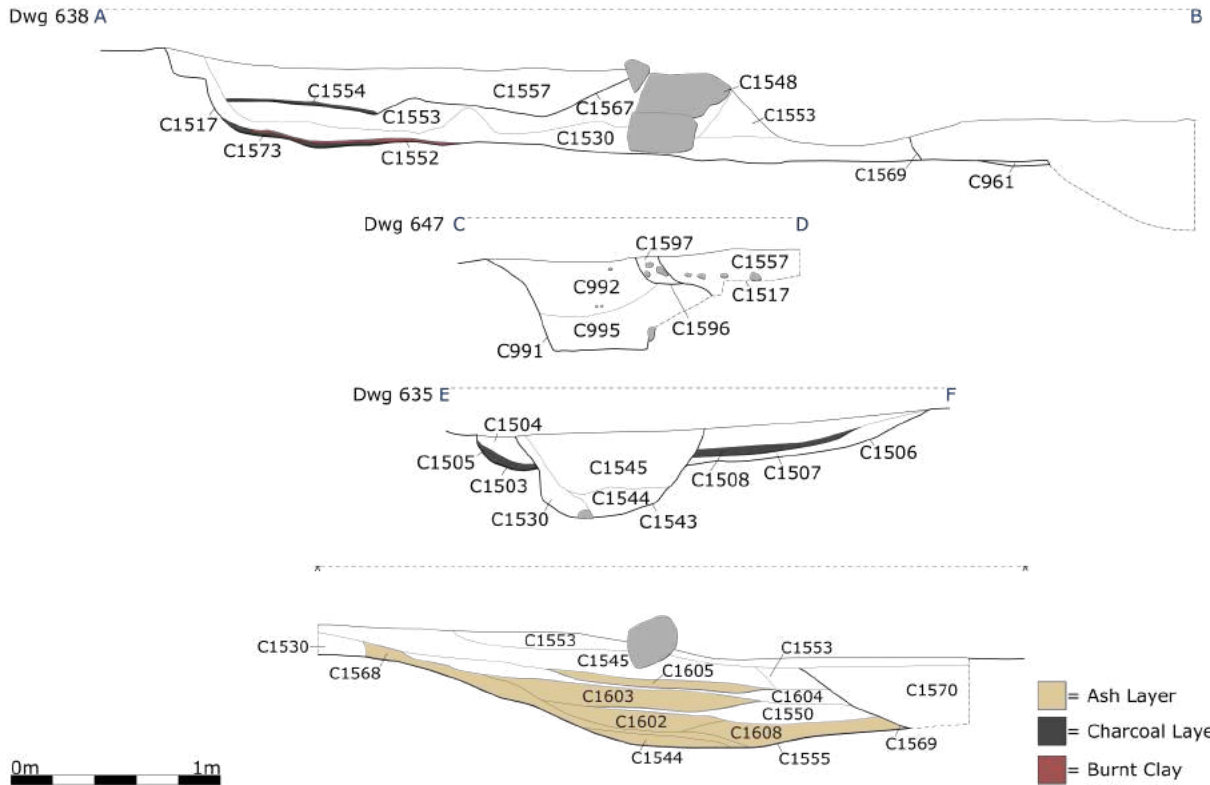 Dwg 638 A B
C1554
C1557
C1548
C1553
C1567
C1553
C1517
C1530
C1573
C1552
C1569
C961
Dwg 647 C D
C1597
C1557
C992
C1517
C995
C1596
C991
Dwg 635 E F
C1504
C1505
C1545
C1506
C1503
C1508
C1507
C1544
C1530
C1543
C1553
C1530
C1553
C1545
C1568
C1605
C1603
C1604
C1570
C1550
= Ash Layer
C1602
C1608
= Charcoal Laye
C1544
C1555
C1569
0m 1m
= Burnt Clay